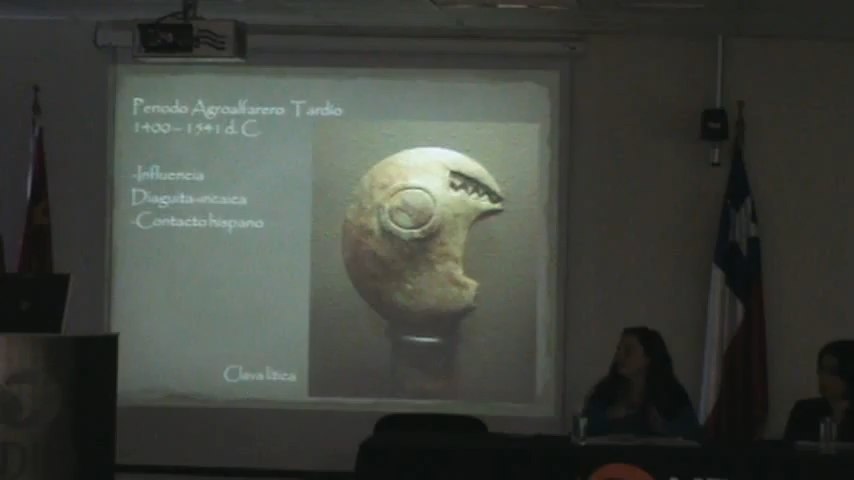 Periodo Agroalfarero Tardío
1400 – 1541 d. C
-Influencia
Diaguita-incaica
-Contacto hispano
Clava lítica